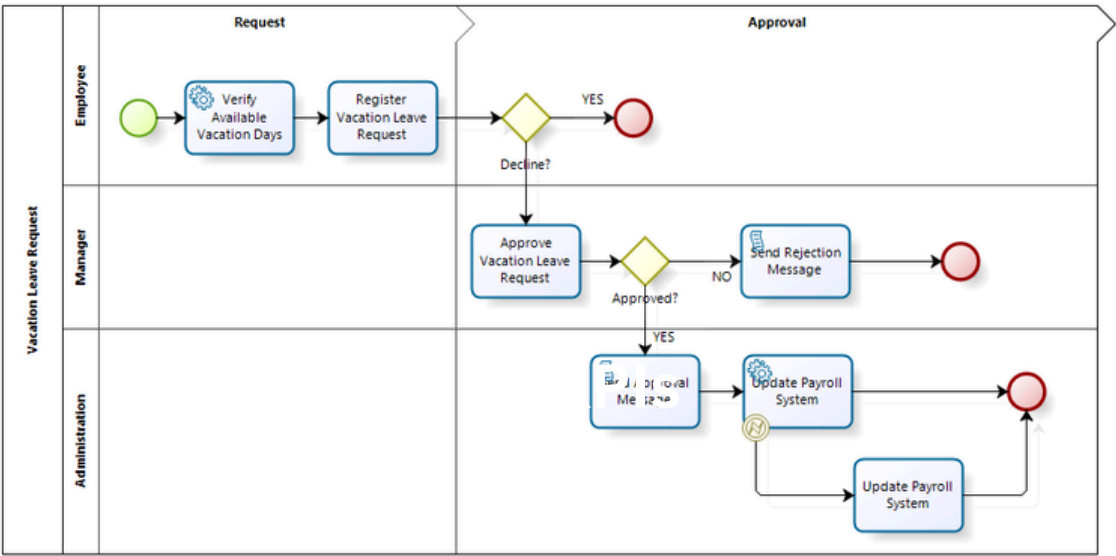 Request
Approval
Vacation Leave Request
Employee
Verify
Available
Vacation Days
Register
Vacation Leave
Request
YES
Decline?
Manager
Approve
Vacation Leave
Request
Approved?
NO
Send Rejection
Message
YES
Administration
Update Payroll
System
Update Payroll
System